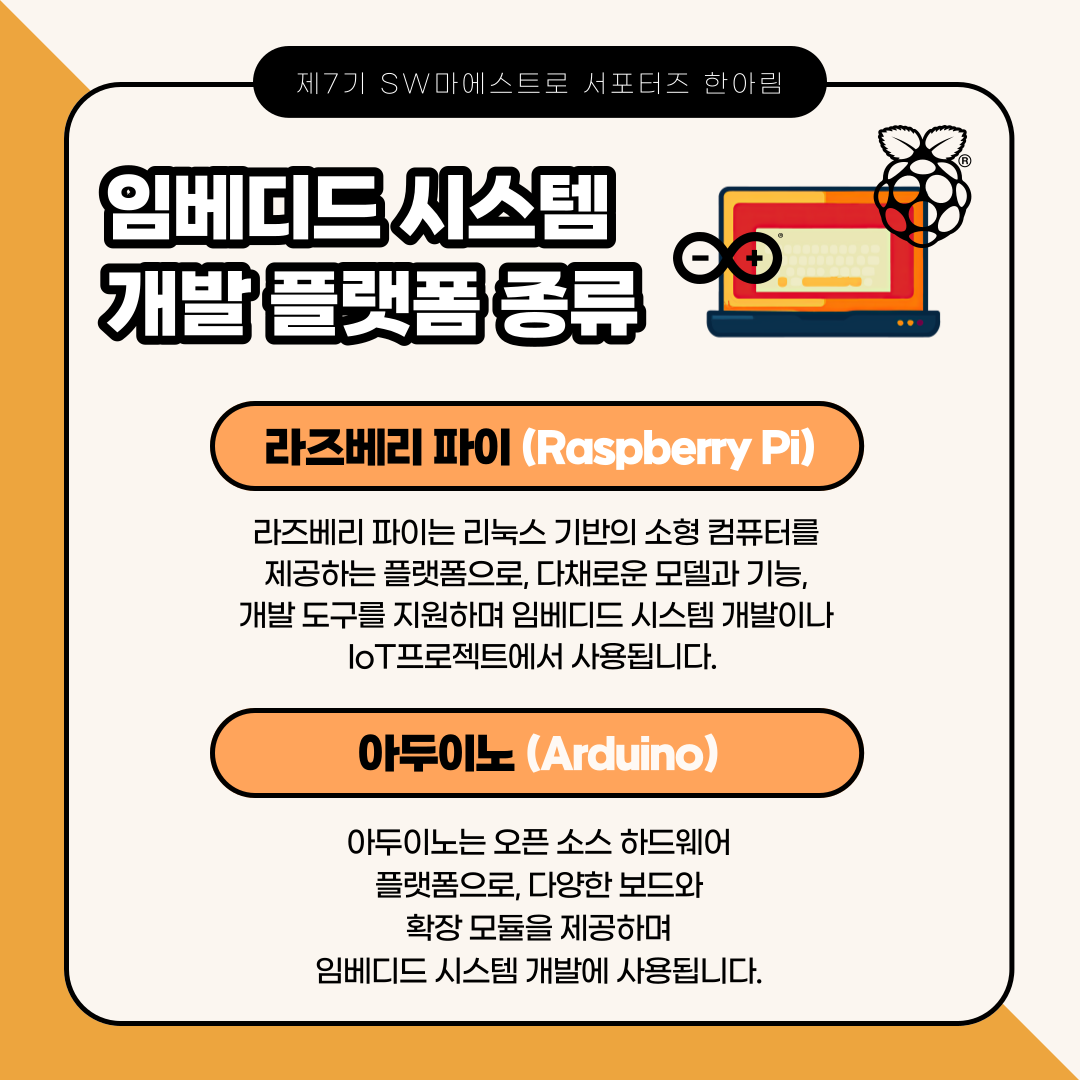 제7기 SW마에스트로 서포터즈 한아림
임베디드 시스템
개발 플랫폼 종류
®
®
라즈베리 파이 (Raspberry Pi)
라즈베리 파이는 리눅스 기반의 소형 컴퓨터를
제공하는 플랫폼으로, 다채로운 모델과 기능,
개발 도구를 지원하며 임베디드 시스템 개발이나
IoT프로젝트에서 사용됩니다.
아두이노 (Arduino)
아두이노는 오픈 소스 하드웨어
플랫폼으로, 다양한 보드와
확장 모듈을 제공하며
임베디드 시스템 개발에 사용됩니다.